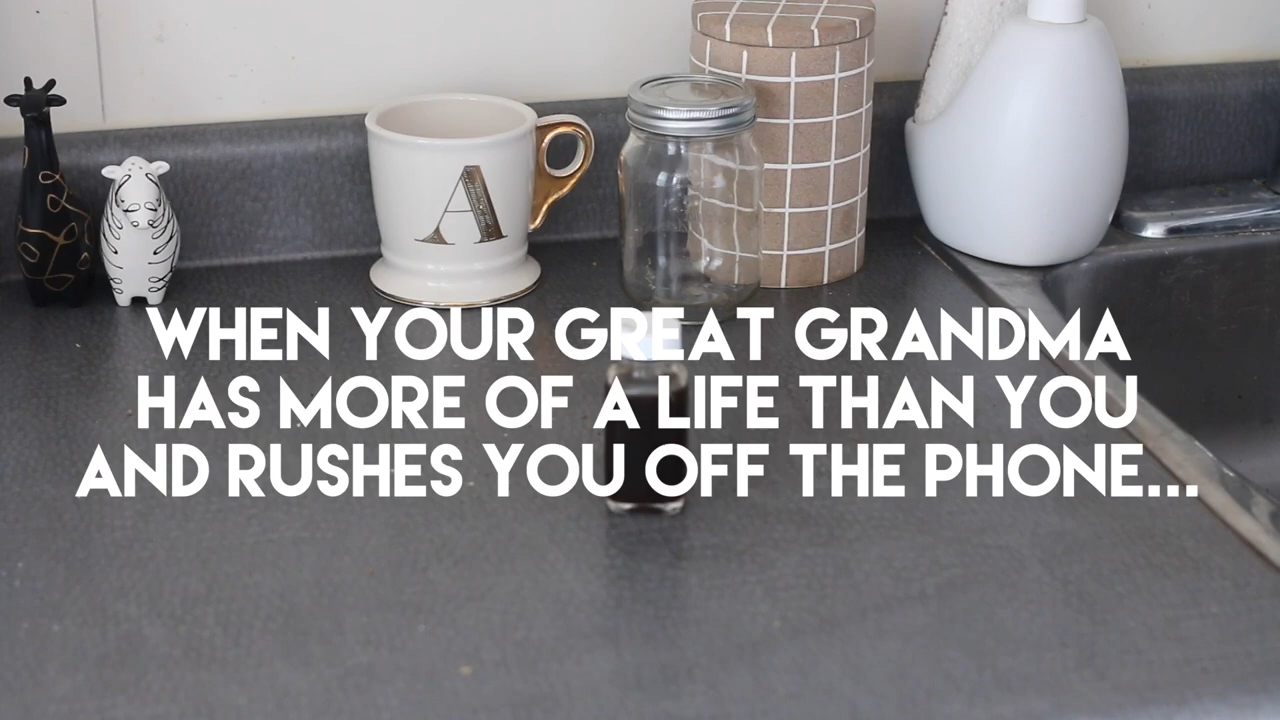 A
WHEN YOUR GREAT GRANDMA
HAS MORE OF A LIFE THAN YOU
AND RUSHES YOU OFF THE PHONE...